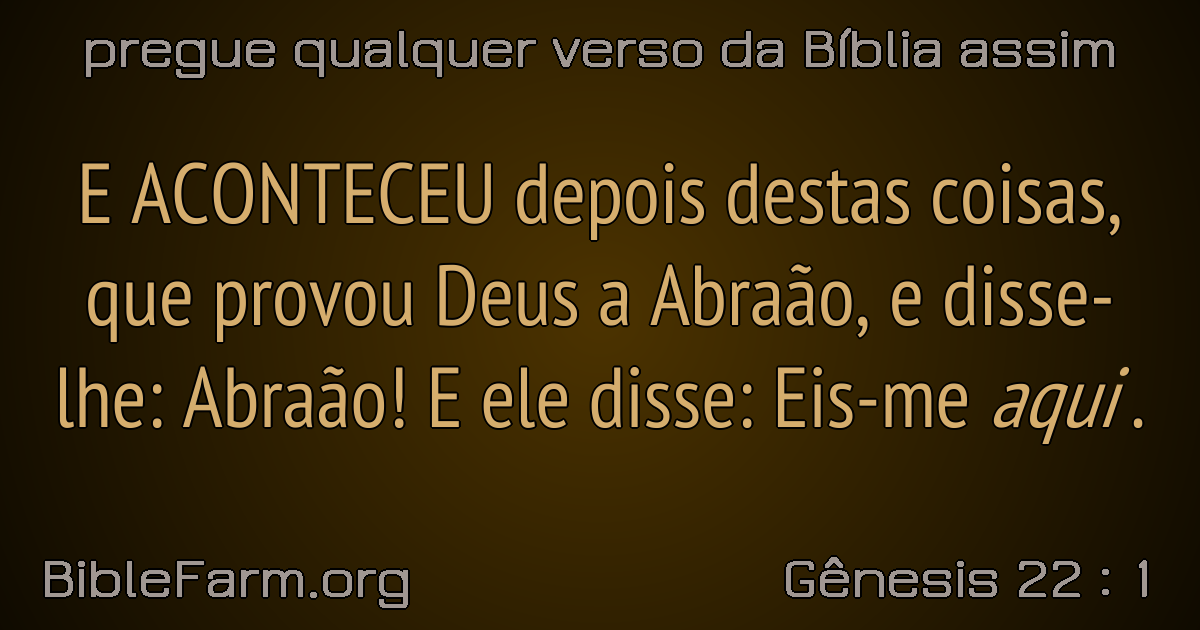 pregue qualquer verso da Bíblia assim
E ACONTECEU depois destas coisas,
que provou Deus a Abraão, e disse-
lhe: Abraão! E ele disse: Eis-me aqui .
BibleFarm.org
Gênesis 22 : 1